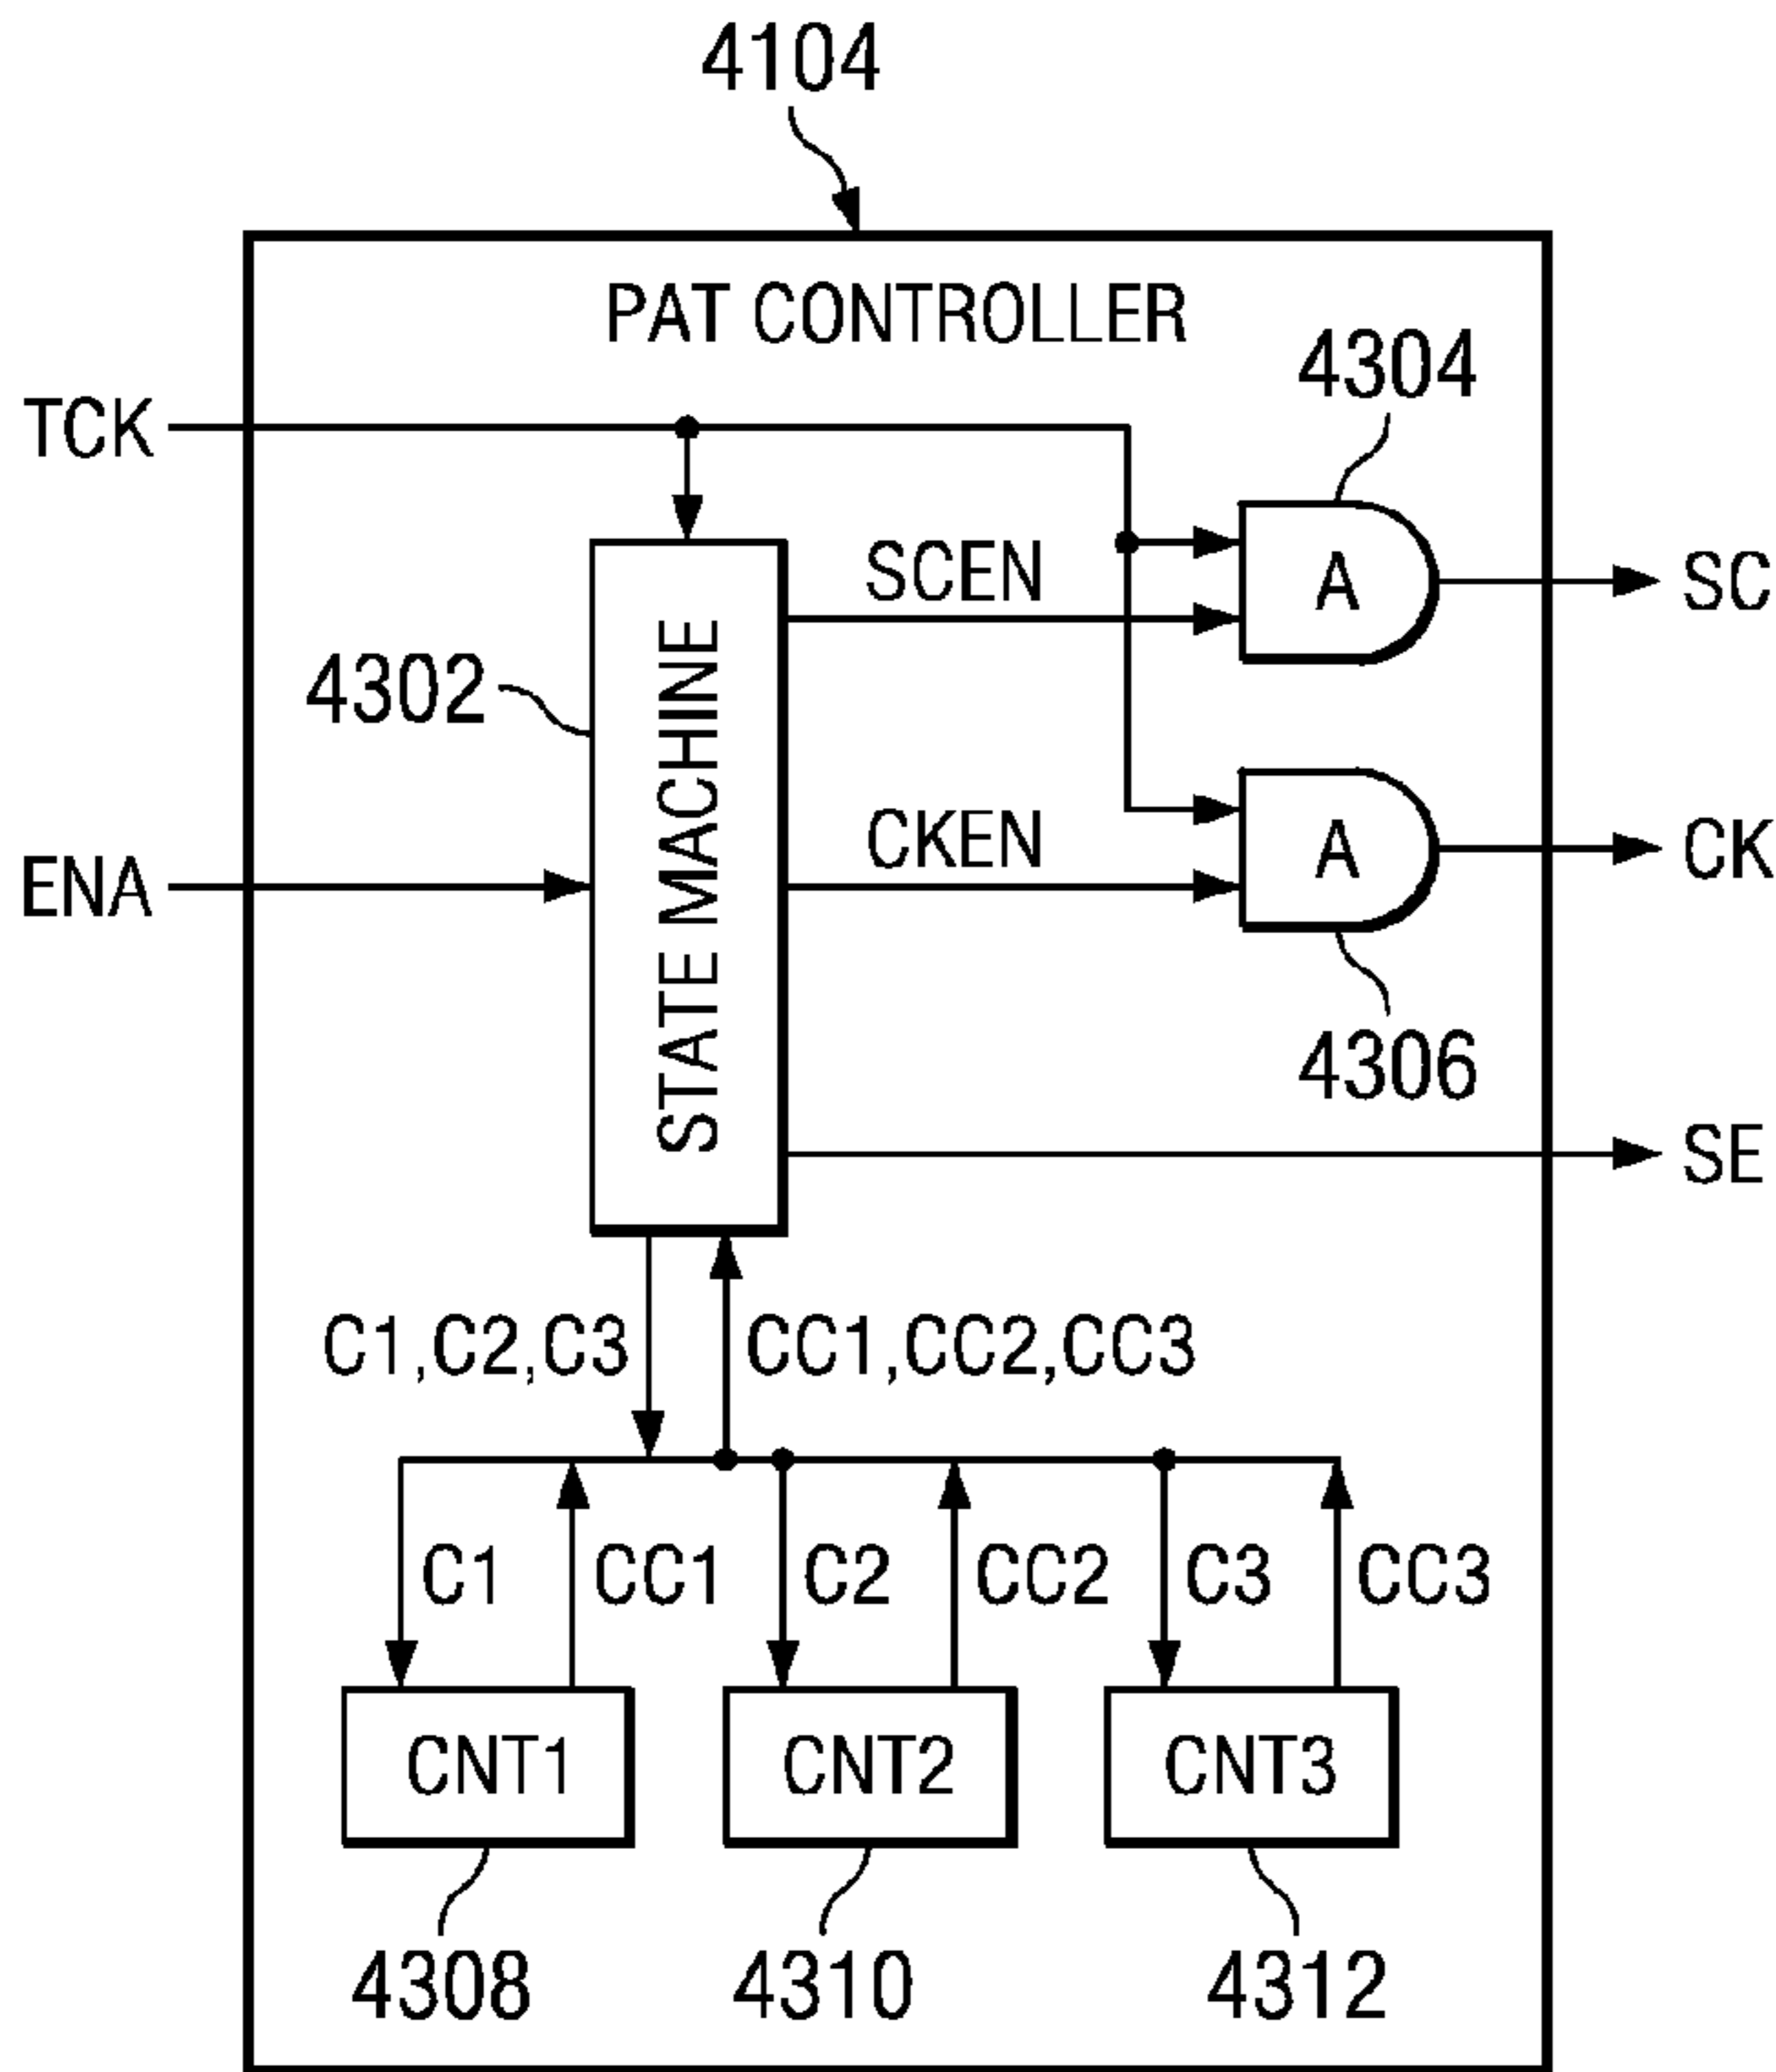 4104
PAT CONTROLLER
4304
TCK
SCEN
A
SC
4302
STATE MACHINE
CKEN
A
CK
ENA
4306
SE
C1,C2,C3
CC1,CC2,CC3
C1
CC1
C2
CC2
C3
CC3
CNT1
CNT2
CNT3
4308
4310
4312